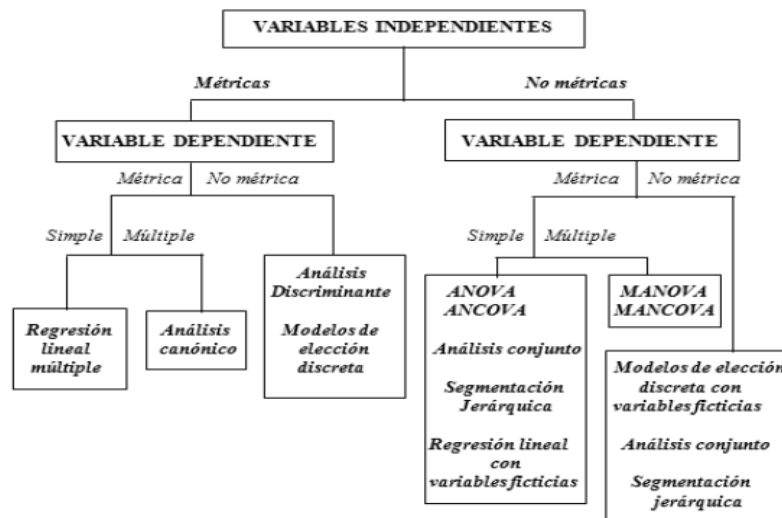 VARIABLES INDEPENDIENTES
Métricas
No métricas
VARIABLE DEPENDIENTE
VARIABLE DEPENDIENTE
Métrica
No métrica
Métrica
No métrica
Simple
Múltiple
Simple
Múltiple
Regresión
lineal
múltiple
Análisis
canónico
Análisis
Discriminante
Modelos de
elección
discreta
ANOVA
ANCOVA
Análisis conjunto
Segmentación
Jerárquica
Regresión lineal
con
variables ficticias
MANOVA
MANCOVA
Modelos de elección
discreta con
variables ficticias
Análisis conjunto
Segmentación
jerárquica